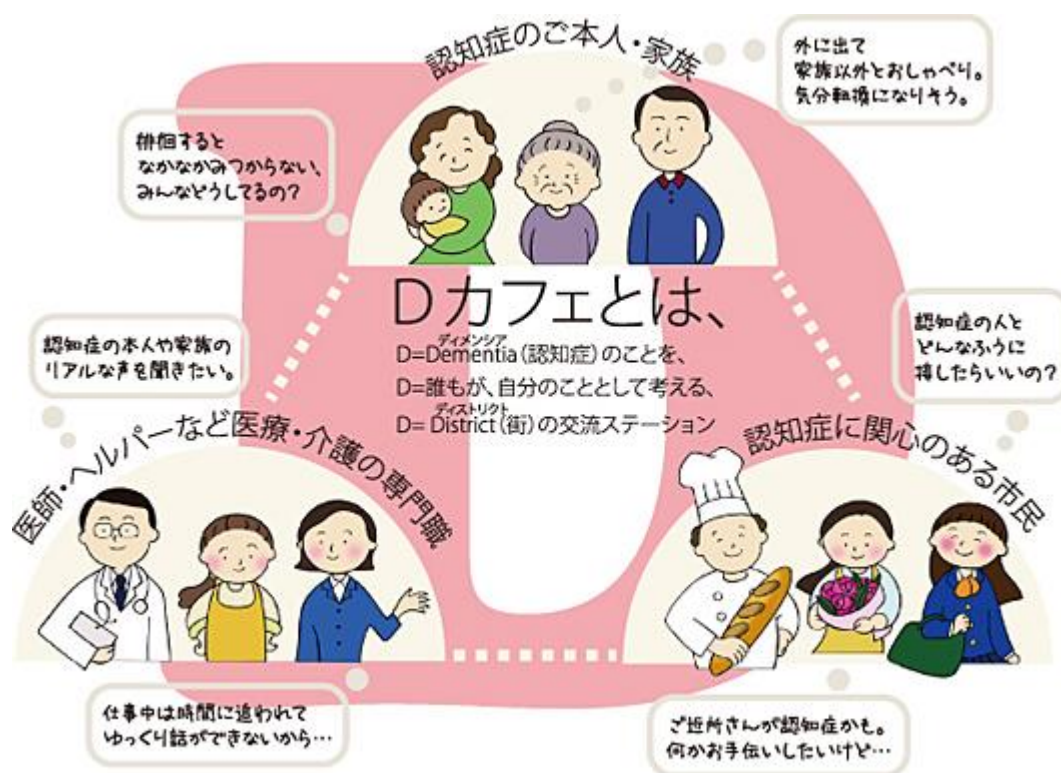 認知症のご本人・家族
外に出て
家族以外とおしゃべり。
気分転換になりそう。
徘徊すると
なかなかみつからない、
みんなどうしてるの?
Dカフェとは、
ディメンシア
D=Dementia(認知症)のことを、
D=誰もが、自分のこととして考える、
ディストリクト
D=District(街)の交流ステーション
認知症の本人や家族の
リアルな声を聞きたい。
医師・ヘルパーなど医療・介護の専門職
仕事中は時間に追われて
ゆっくり話ができないから…
認知症の人と
どんなふうに
接したらいいの?
認知症に関心のある市民
ご近所さんが認知症かも。
何かお手伝いしたいけど…